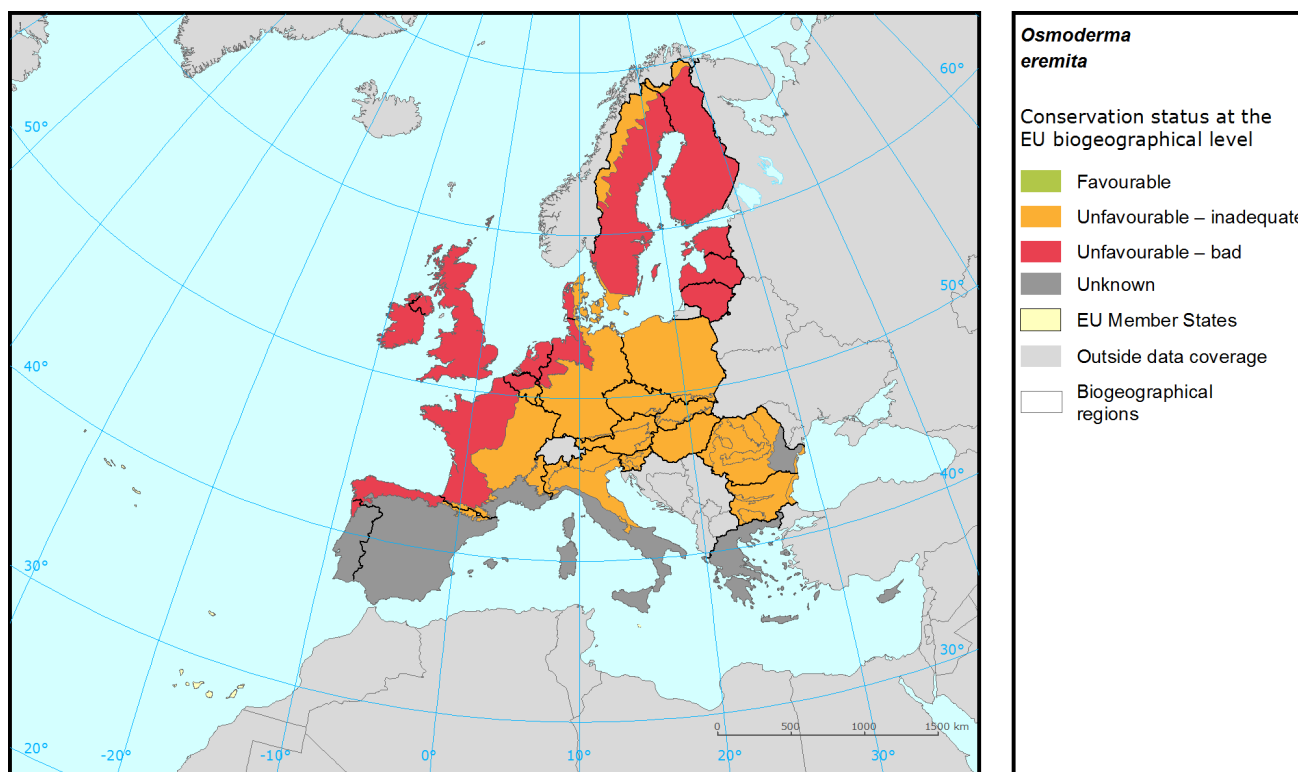 Osmoderma
eremita
Conservation status at the
EU biogeographical level
Favourable
Unfavourable – inadequate
Unfavourable – bad
Unknown
EU Member States
Outside data coverage
Biogeographical
regions
60°
50°
50°
40°
40°
30°
30°
20°
-20°
-10°
0°
10°
20°
30°
0 500 1000 1500 km